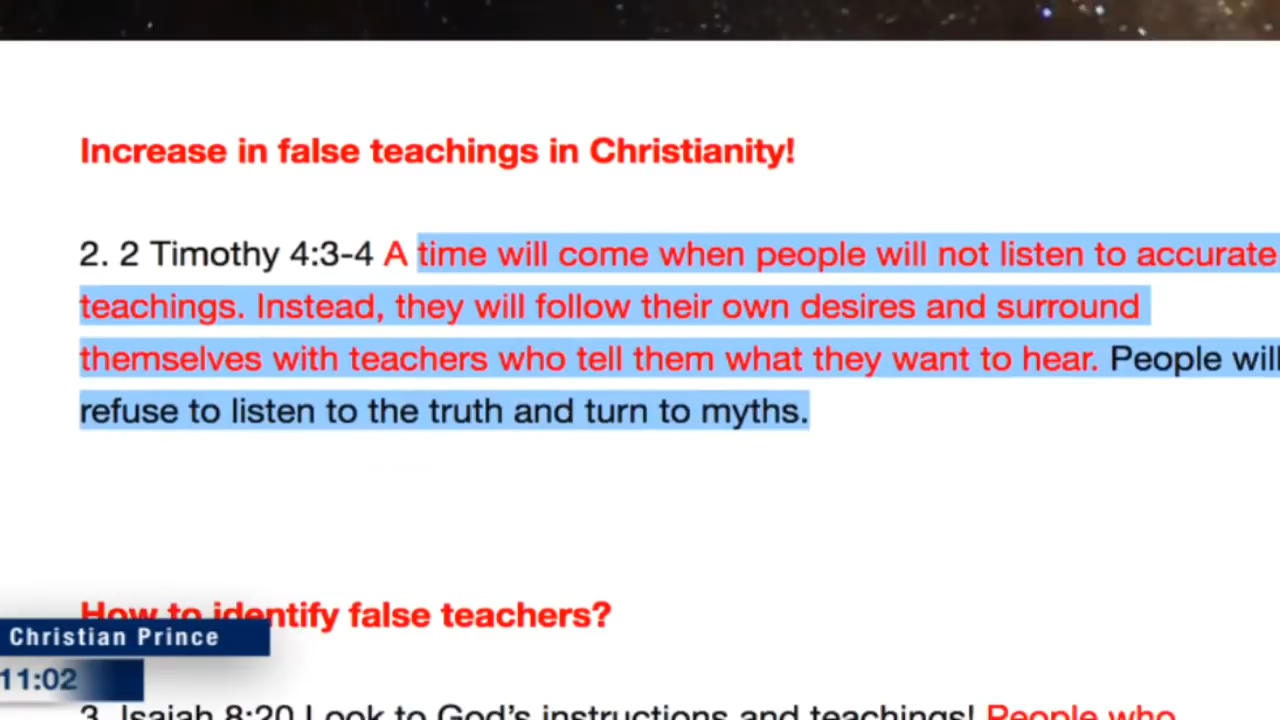 Increase in false teachings in Christianity!
2. 2 Timothy 4:3-4 A time will come when people will not listen to accurate
teachings. Instead, they will follow their own desires and surround
themselves with teachers who tell them what they want to hear. People will
refuse to listen to the truth and turn to myths.
How to identify false teachers?
Christian Prince
11:02
3. Isaiah 8:20 Look to God's instructions and teachings! People who